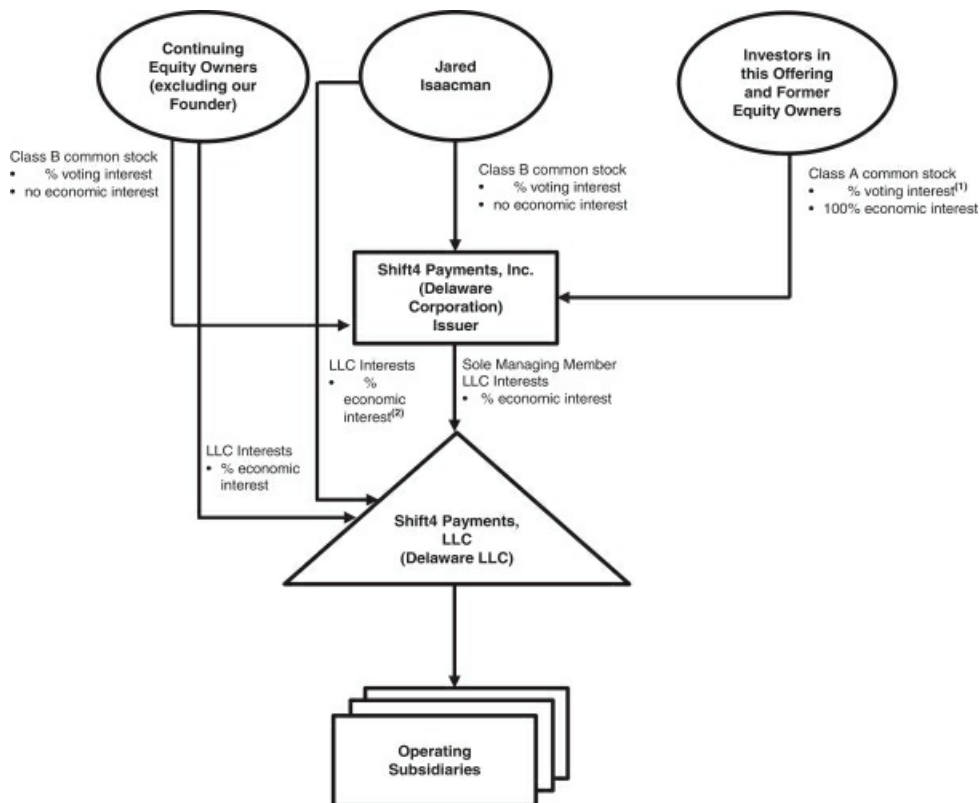 Continuing
Equity Owners
(excluding our
Founder)
Jared
Isaacman
Investors in
this Offering
and Former
Equity Owners
Class B common stock
• % voting interest
• no economic interest
Class B common stock
• % voting interest
• no economic interest
Class A common stock
• % voting interest(1)
• 100% economic interest
Shift4 Payments, Inc.
(Delaware
Corporation)
Issuer
LLC Interests
• %
economic
interest(2)
Sole Managing Member
LLC Interests
• % economic interest
LLC Interests
• % economic
interest
Shift4 Payments,
LLC
(Delaware LLC)
Operating
Subsidiaries